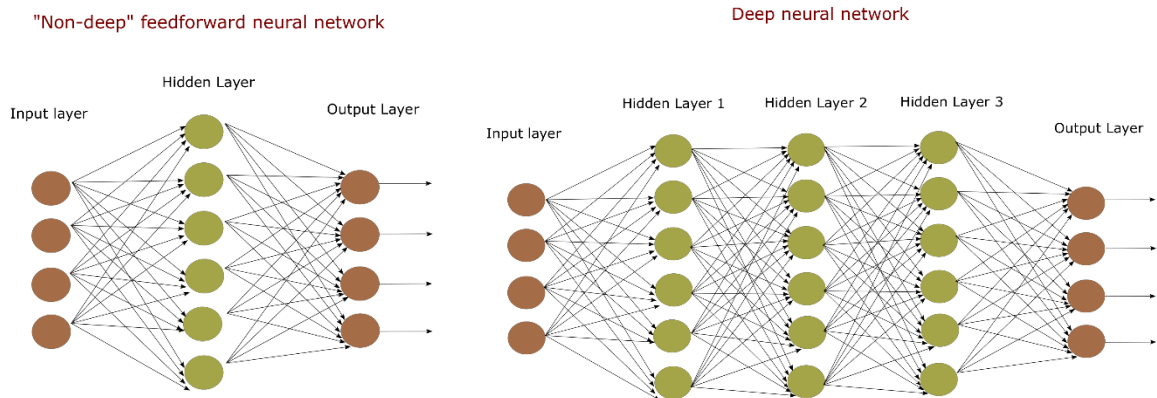 "Non-deep" feedforward neural network
Hidden Layer
Input layer
Output Layer
Deep neural network
Hidden Layer 1
Hidden Layer 2
Hidden Layer 3
Input layer
Output Layer